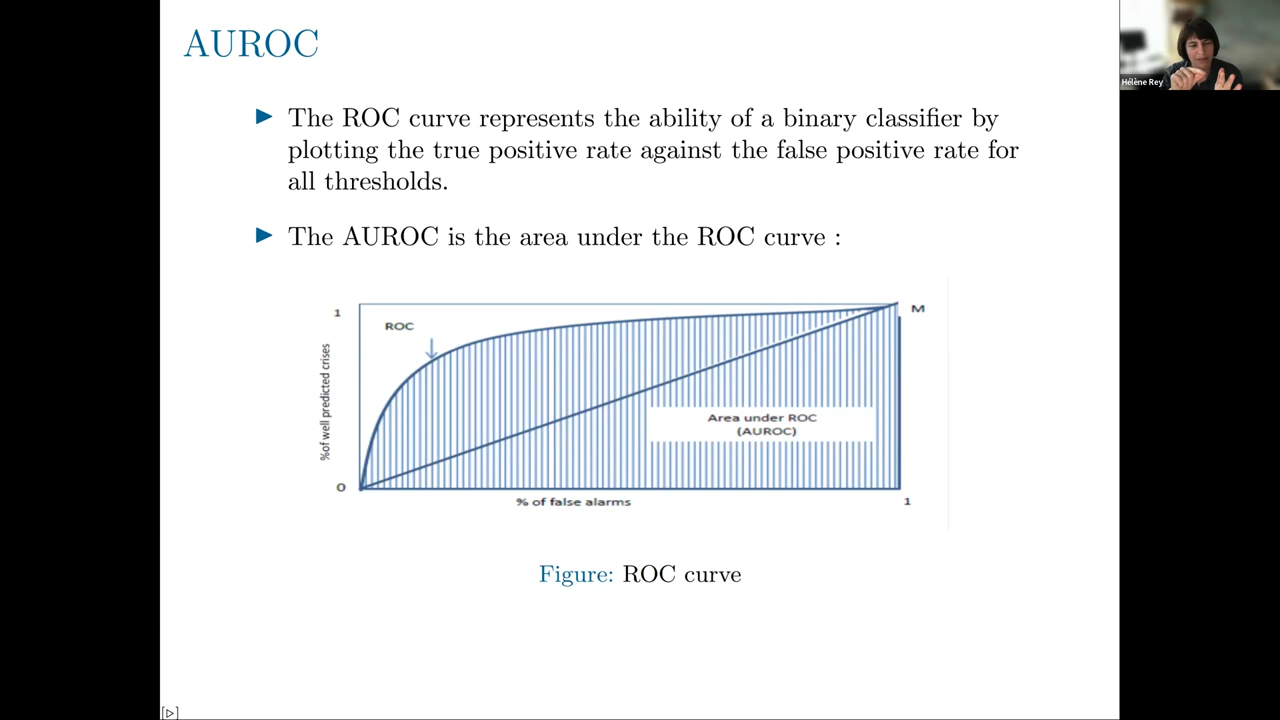 AUROC
Hélène Rey
▶ The ROC curve represents the ability of a binary classifier by
plotting the true positive rate against the false positive rate for
all thresholds.
▶ The AUROC is the area under the ROC curve :
1
M
ROC
%of well predicted crises
Area under ROC
(AUROC)
0
% of false alarms
1
Figure: ROC curve